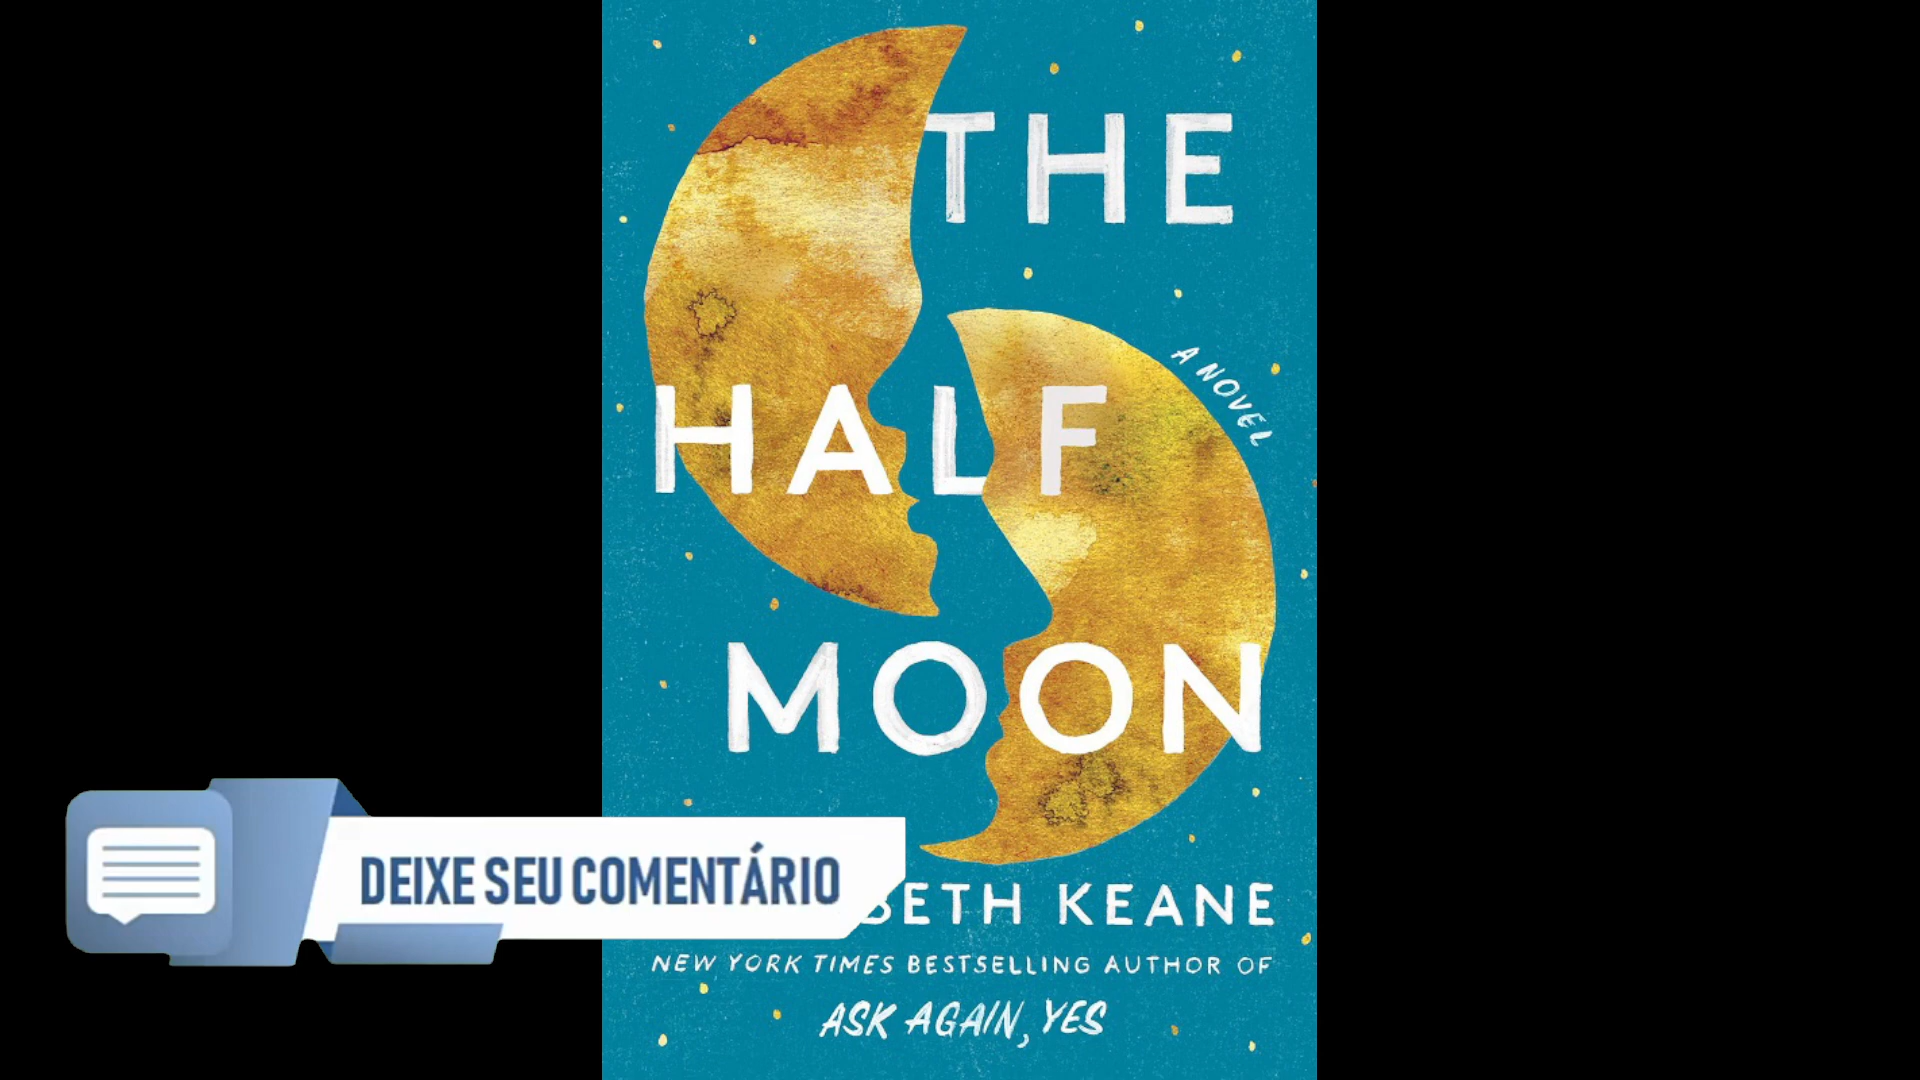 THE
A NOVEL
HALF
MOON
DEIXE SEU COMENTÁRIO
BETH KEANE
NEW YORK TIMES BESTSELLING AUTHOR OF
ASK AGAIN, YES